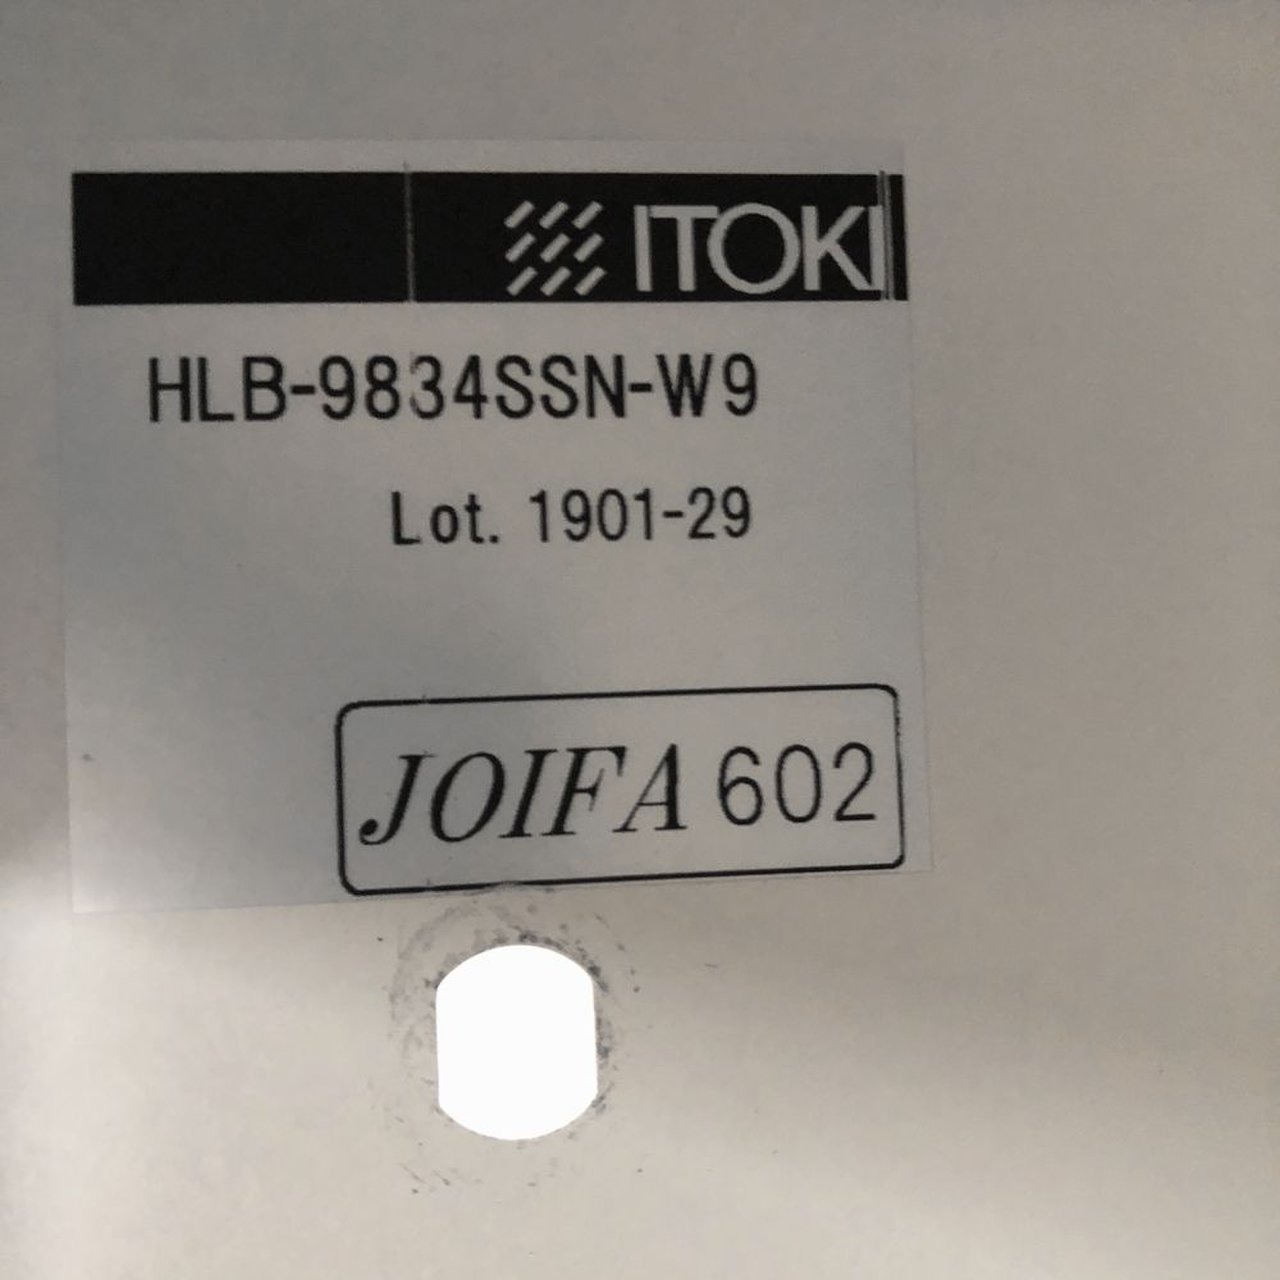 ITOKI
HLB-9834SSN-W9
Lot. 1901-29
JOIFA 602